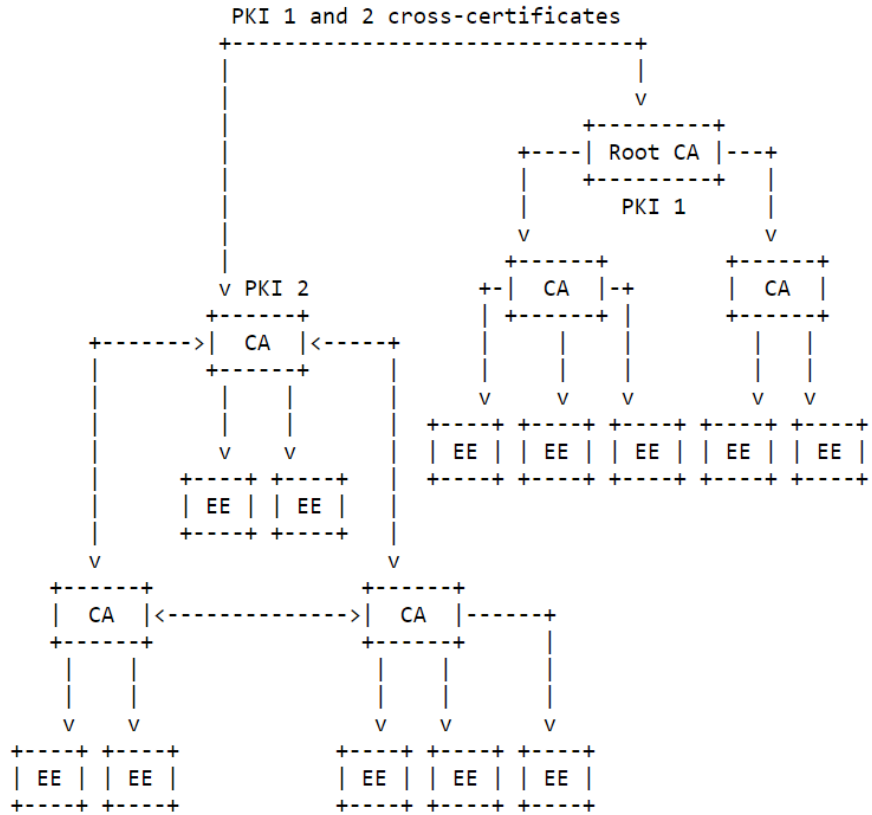 PKI 1 and 2 cross-certificates
Root CA
PKI 1
CA CA
PKI 2
CA
EE EE EE EE EE
EE EE
CA CA
EE EE EE EE EE